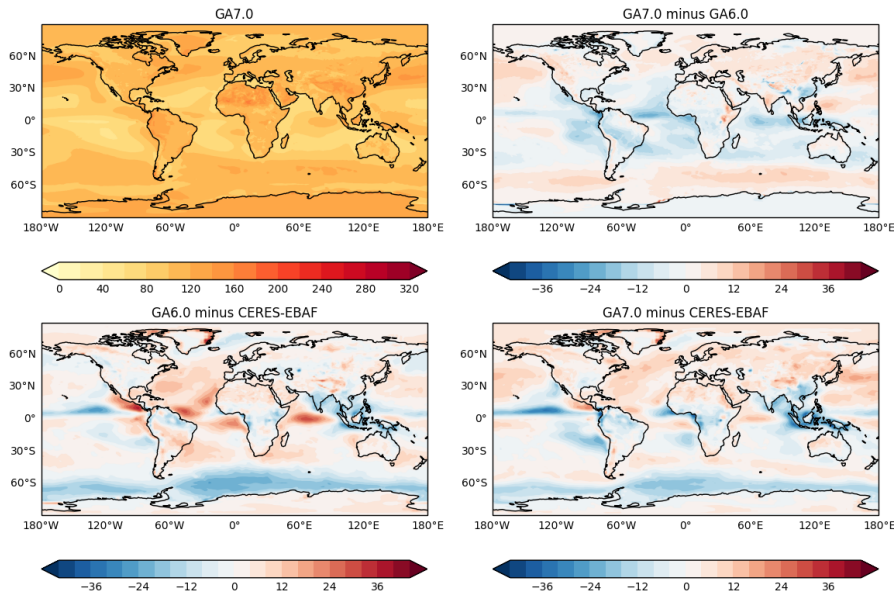 GA7.0
60°N
30°N
0°
30°S
60°S
180°W 120°W 60°W 0° 60°E 120°E 180°E
0 40 80 120 160 200 240 280 320
GA7.0 minus GA6.0
60°N
30°N
0°
30°S
60°S
180°W 120°W 60°W 0° 60°E 120°E 180°E
−36 −24 −12 0 12 24 36
GA6.0 minus CERES-EBAF
60°N
30°N
0°
30°S
60°S
180°W 120°W 60°W 0° 60°E 120°E 180°E
−36 −24 −12 0 12 24 36
GA7.0 minus CERES-EBAF
60°N
30°N
0°
30°S
60°S
180°W 120°W 60°W 0° 60°E 120°E 180°E
−36 −24 −12 0 12 24 36